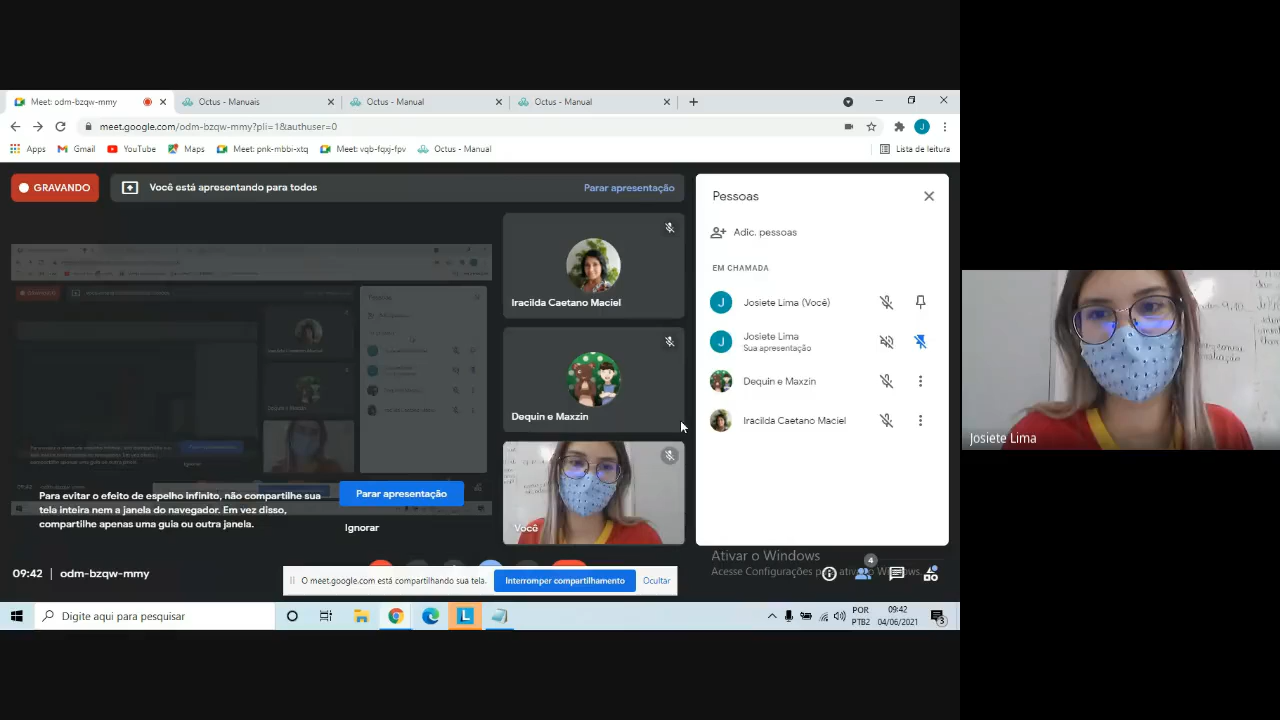 Meet: odm-bzqw-mmy
Octus - Manuais
Octus - Manual
Octus - Manual
meet.google.com/odm-bzqw-mmy?pli=1&authuser=0
Apps
Gmail
YouTube
Maps
Meet: pnk-mbbi-xtq
Meet: vqb-fqxj-fpv
Octus - Manual
Lista de leitura
GRAVANDO
Você está apresentando para todos
Parar apresentação
Iracilda Caetano Maciel
Dequin e Maxzin
Você
Para evitar o efeito de espelho infinito, não compartilhe sua
tela inteira nem a janela do navegador. Em vez disso,
compartilhe apenas uma guia ou outra janela.
Parar apresentação
Ignorar
Pessoas
Adic. pessoas
EM CHAMADA
J
Josiete Lima (Você)
J
Josiete Lima
Sua apresentação
Dequin e Maxzin
Iracilda Caetano Maciel
Ativar o Windows
Acesse Configurações
4
09:42 | odm-bzqw-mmy
O meet.google.com está compartilhando sua tela.
Interromper compartilhamento
Ocultar
Digite aqui para pesquisar
L
POR
PTB2
09:42
04/06/2021
3
Josiete Lima